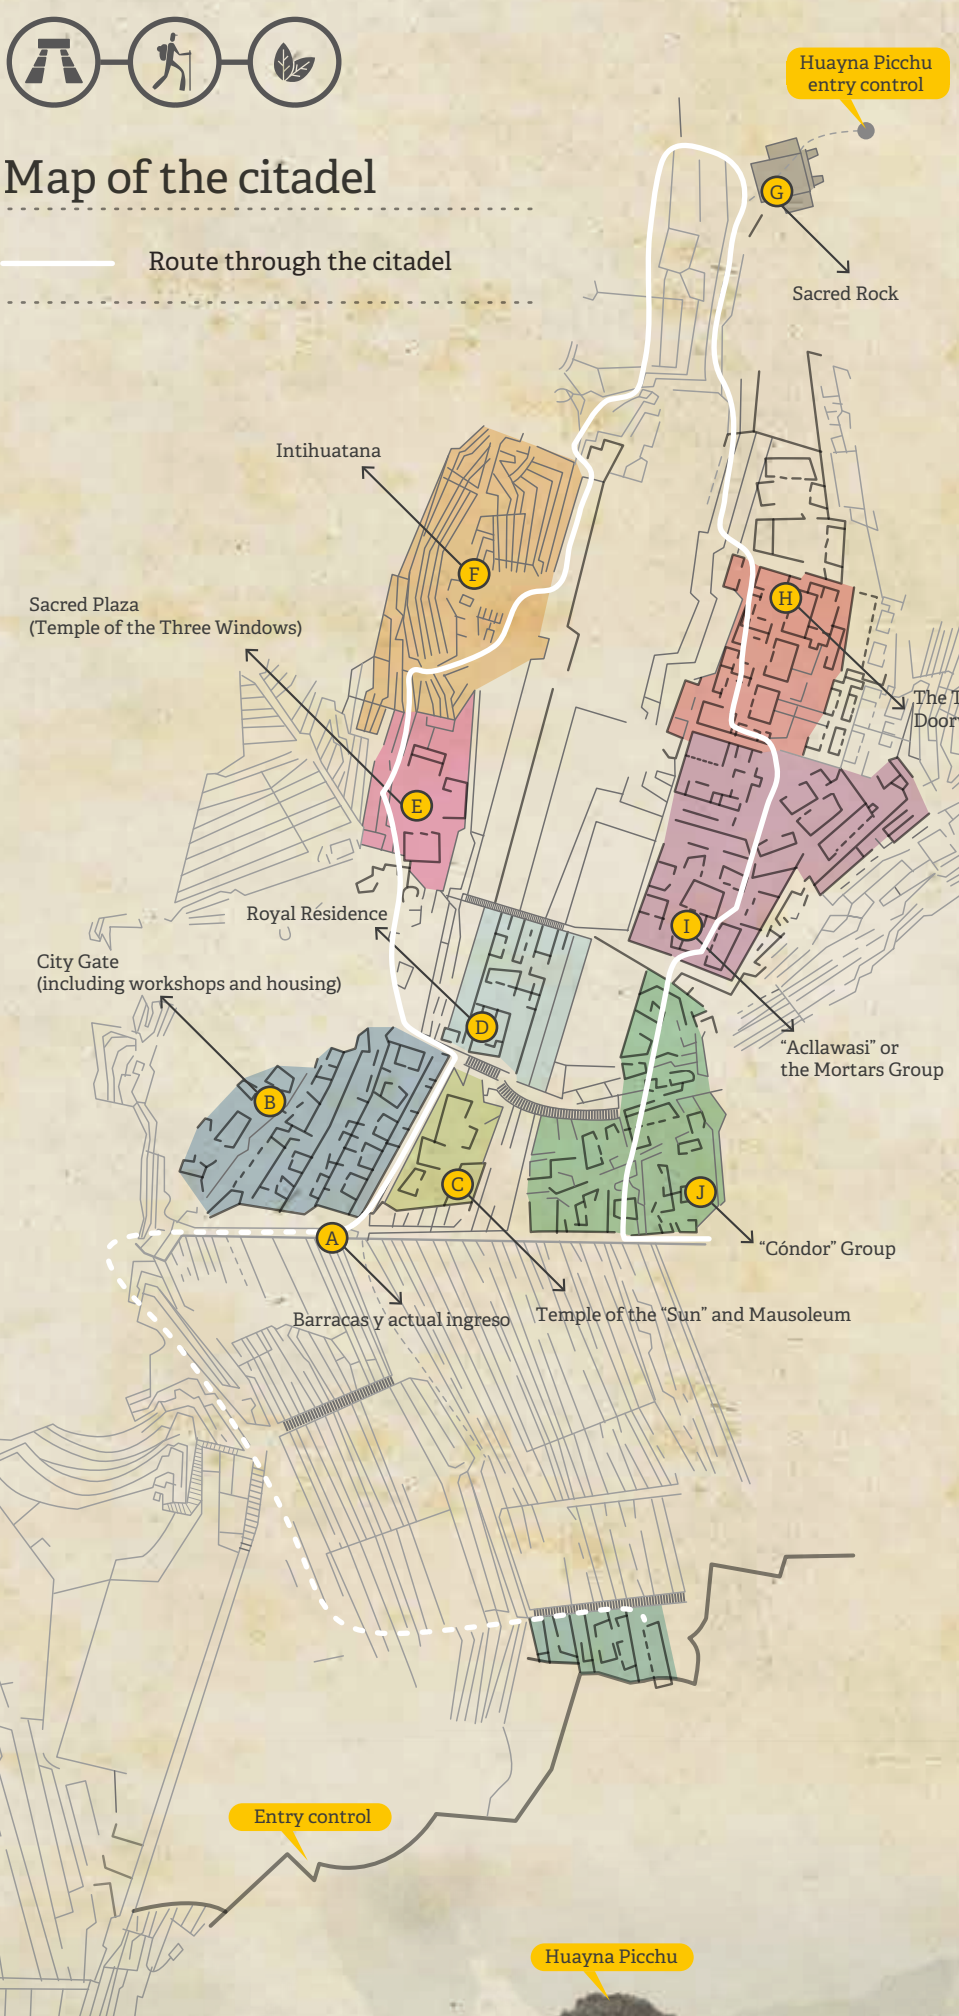 Huayna Picchu
entry control
Map of the citadel
Route through the citadel
G
Sacred Rock
Intihuatana
F
H
Sacred Plaza
(Temple of the Three Windows)
The
E
Royal Residence
I
City Gate
(including workshops and housing)
D
"Acllawasi" or
the Mortars Group
B
C
J
A
"Cóndor" Group
Barracas y actual ingreso
Temple of the "Sun" and Mausoleum
Entry control
Huayna Picchu